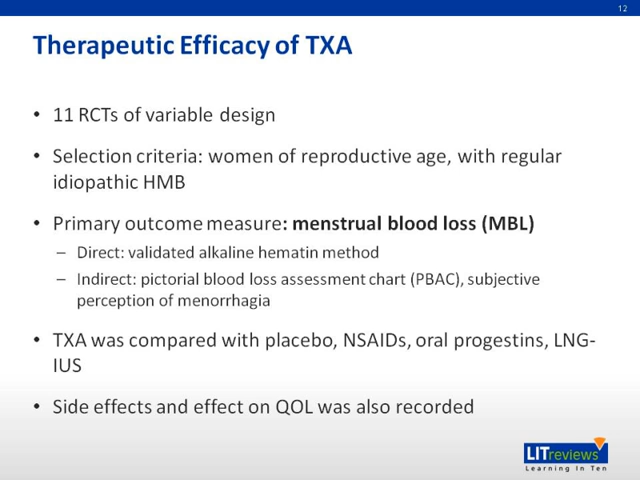 12
Therapeutic Efficacy of TXA
• 11 RCTs of variable design
• Selection criteria: women of reproductive age, with regular
idiopathic HMB
• Primary outcome measure: menstrual blood loss (MBL)
– Direct: validated alkaline hematin method
– Indirect: pictorial blood loss assessment chart (PBAC), subjective
perception of menorrhagia
• TXA was compared with placebo, NSAIDs, oral progestins, LNG-
IUS
• Side effects and effect on QOL was also recorded
LITreviews
Learning In Ten